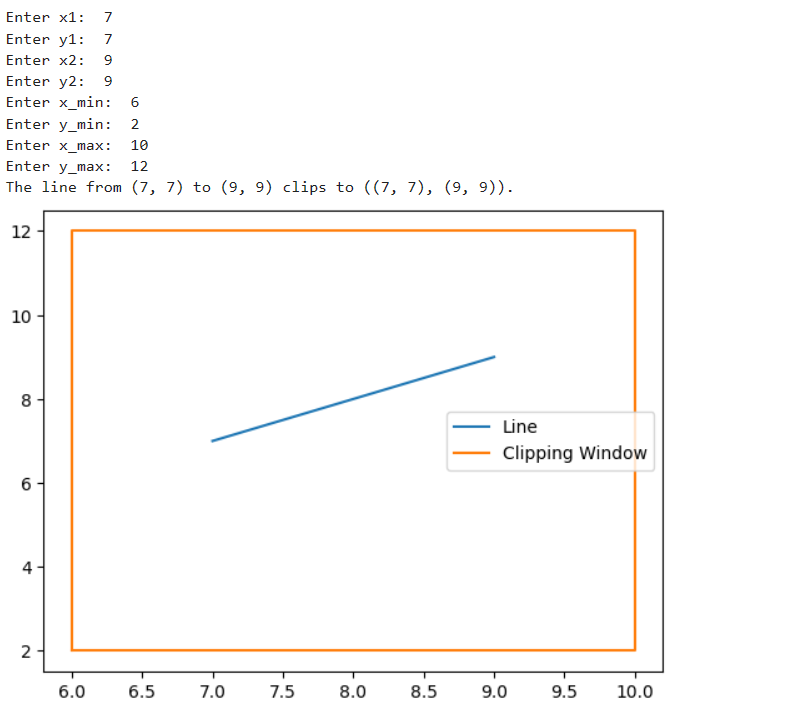 Enter x1:  7
Enter y1:  7
Enter x2:  9
Enter y2:  9
Enter x_min:  6
Enter y_min:  2
Enter x_max:  10
Enter y_max:  12
The line from (7, 7) to (9, 9) clips to ((7, 7), (9, 9)).
12
10
8
6
4
2
Line
Clipping Window
6.0 6.5 7.0 7.5 8.0 8.5 9.0 9.5 10.0